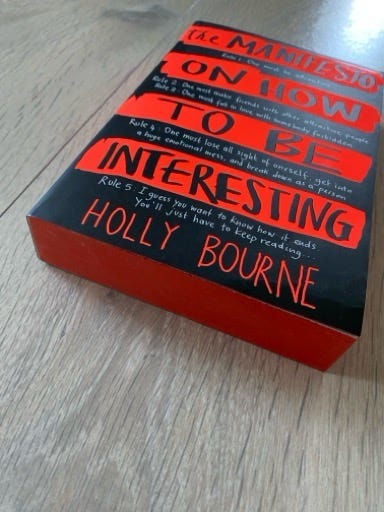 the MANIFESTO
Rule 1: One must be attractive
ON HOW
Rule 2: One must make friends with other attractive people
Rule 3: One must fall in love with somebody forbidden
TO BE
Rule 4: One must lose all sight of oneself, get into
a huge emotional mess, and break down as a person
INTERESTING
Rule 5: I guess you want to know how it ends.
You'll just have to keep reading...
HOLLY BOURNE